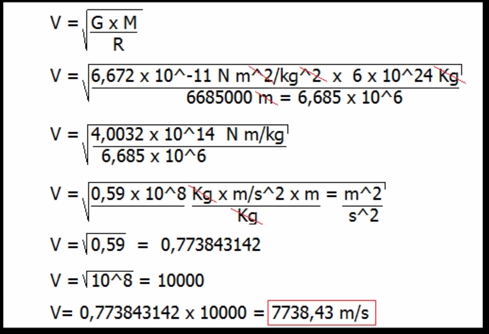 V = √G x M
R
V = √6,672 x 10^-11 N m^2/kg^2 x 6 x 10^24 Kg
6685000 m = 6,685 x 10^6
V = √4,0032 x 10^14 N m/kg
6,685 x 10^6
V = √0,59 x 10^8 Kg x m/s^2 x m = m^2
Kg s^2
V = √0,59 = 0,773843142
V = √10^8 = 10000
V= 0,773843142 x 10000 = 7738,43 m/s